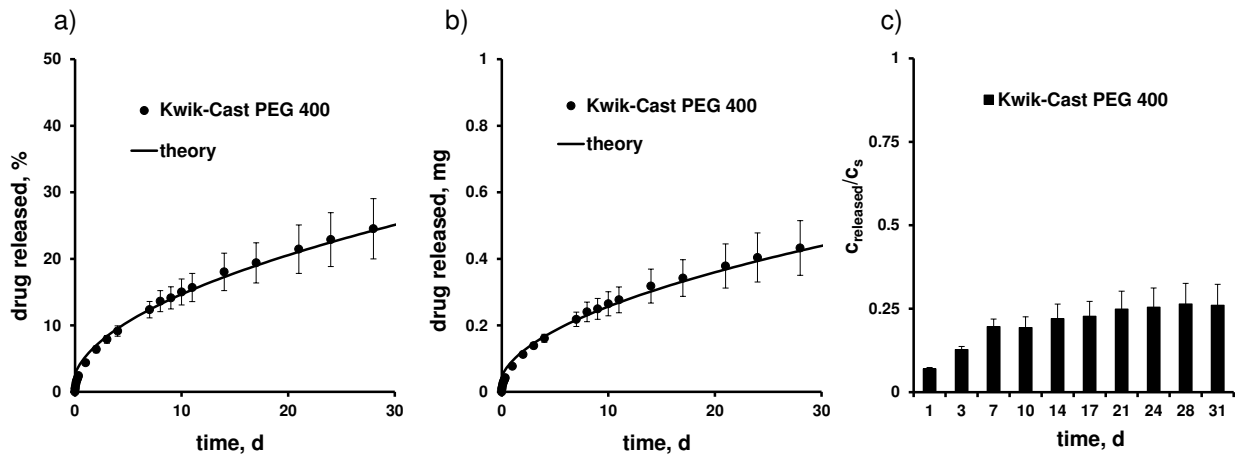 a)
drug released, %
50
40
30
20
10
0
Kwik-Cast PEG 400
theory
0
10
20
30
time, d
b)
drug released, mg
1
0.8
0.6
0.4
0.2
0
Kwik-Cast PEG 400
theory
0
10
20
30
time, d
c)
c_released/c_s
1
0.75
0.5
0.25
0
Kwik-Cast PEG 400
1 3 7 10 14 17 21 24 28 31
time, d